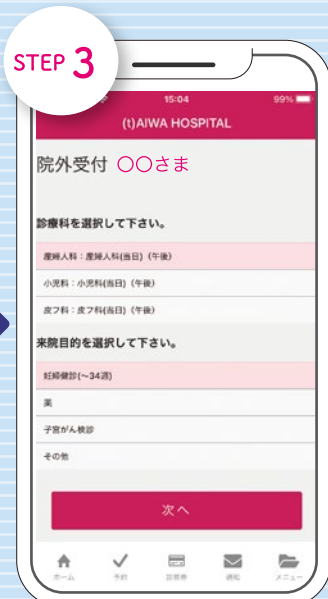 STEP 3
15:04 99%
(t)AIWA HOSPITAL
院外受付 〇〇さま
診療科を選択して下さい。
産婦人科：産婦人科(当日)（午後）
小児科：小児科(当日)（午後）
皮フ科：皮フ科(当日)（午後）
来院目的を選択して下さい。
妊婦健診(〜34週)
薬
子宮がん検診
その他
次へ
ホーム 予約 診察券 通知 メニュー